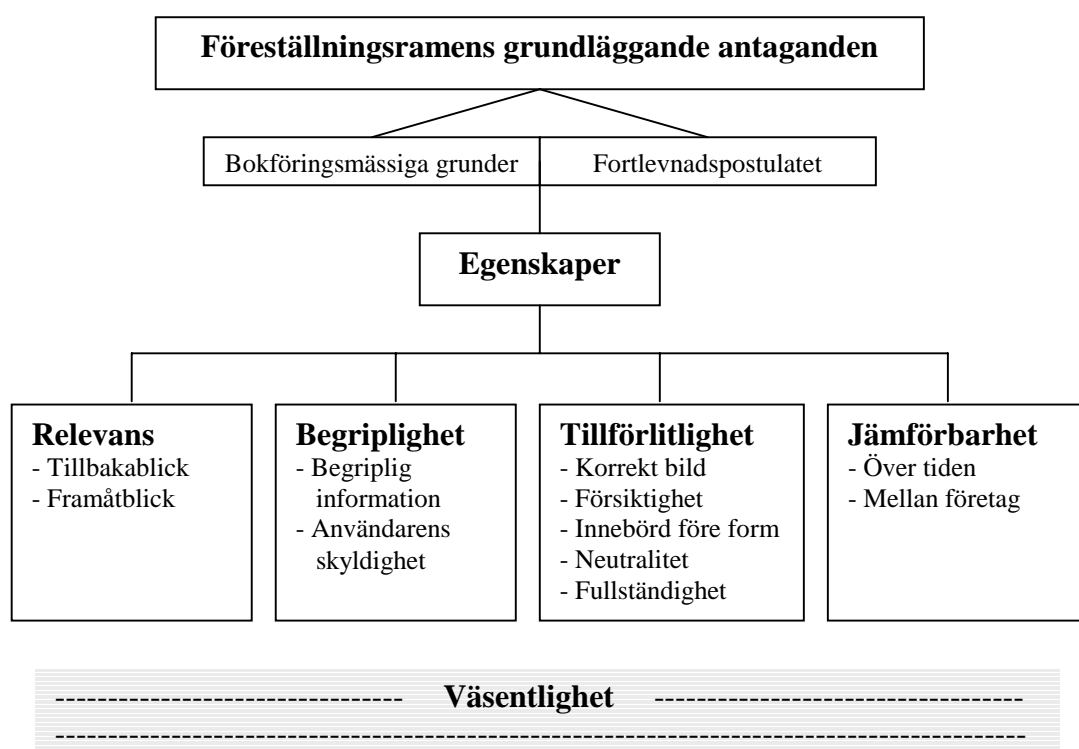 Föreställningsramens grundläggande antaganden
Bokföringsmässiga grunder
Fortlevnadspostulatet
Egenskaper
Relevans
- Tillbakablick
- Framåtblick
Begriplighet
- Begriplig
information
- Användarens
skyldighet
Tillförlitlighet
- Korrekt bild
- Försiktighet
- Innebörd före form
- Neutralitet
- Fullständighet
Jämförbarhet
- Över tiden
- Mellan företag
Väsentlighet